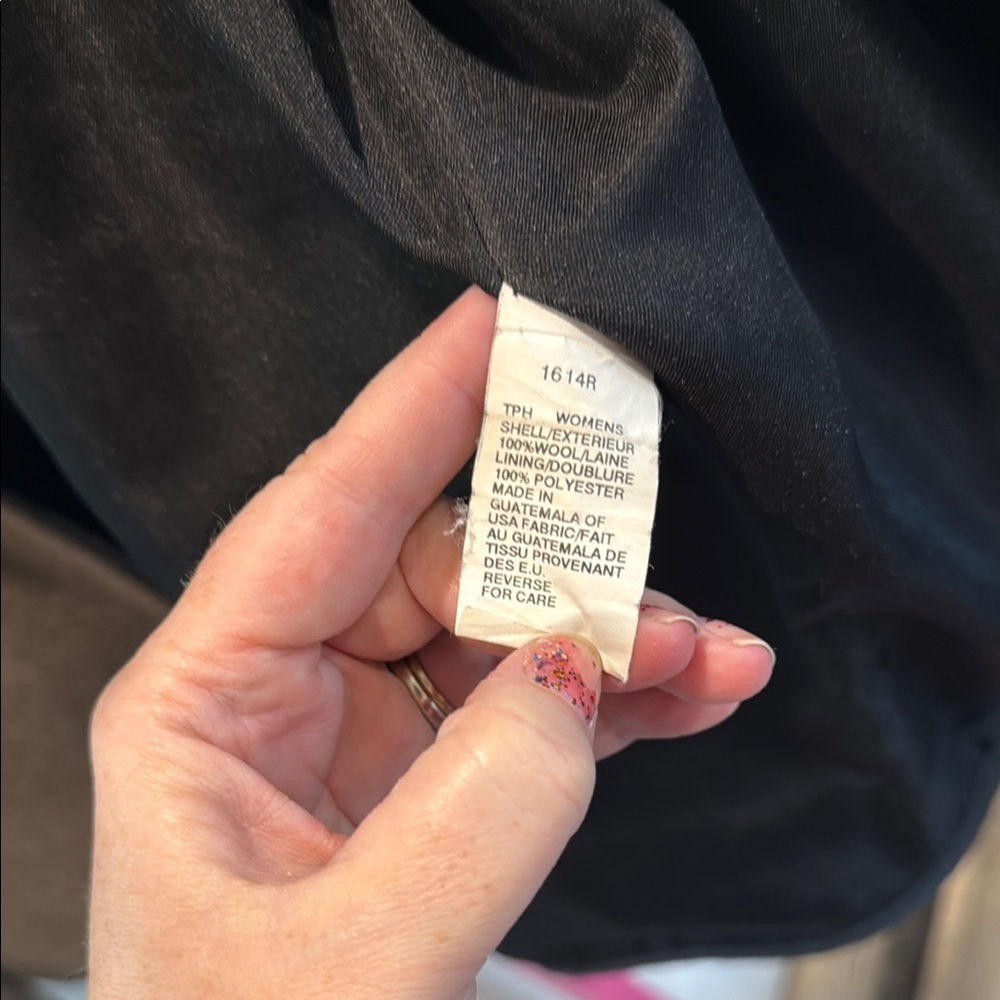 1614R
TPH WOMENS
SHELL/EXTERIEUR
100%WOOL/LAINE
LINING/DOUBLURE
100% POLYESTER
MADE IN
GUATEMALA OF
USA FABRIC/FAIT
AU GUATEMALA DE
TISSU PROVENANT
DES E.U.
REVERSE
FOR CARE